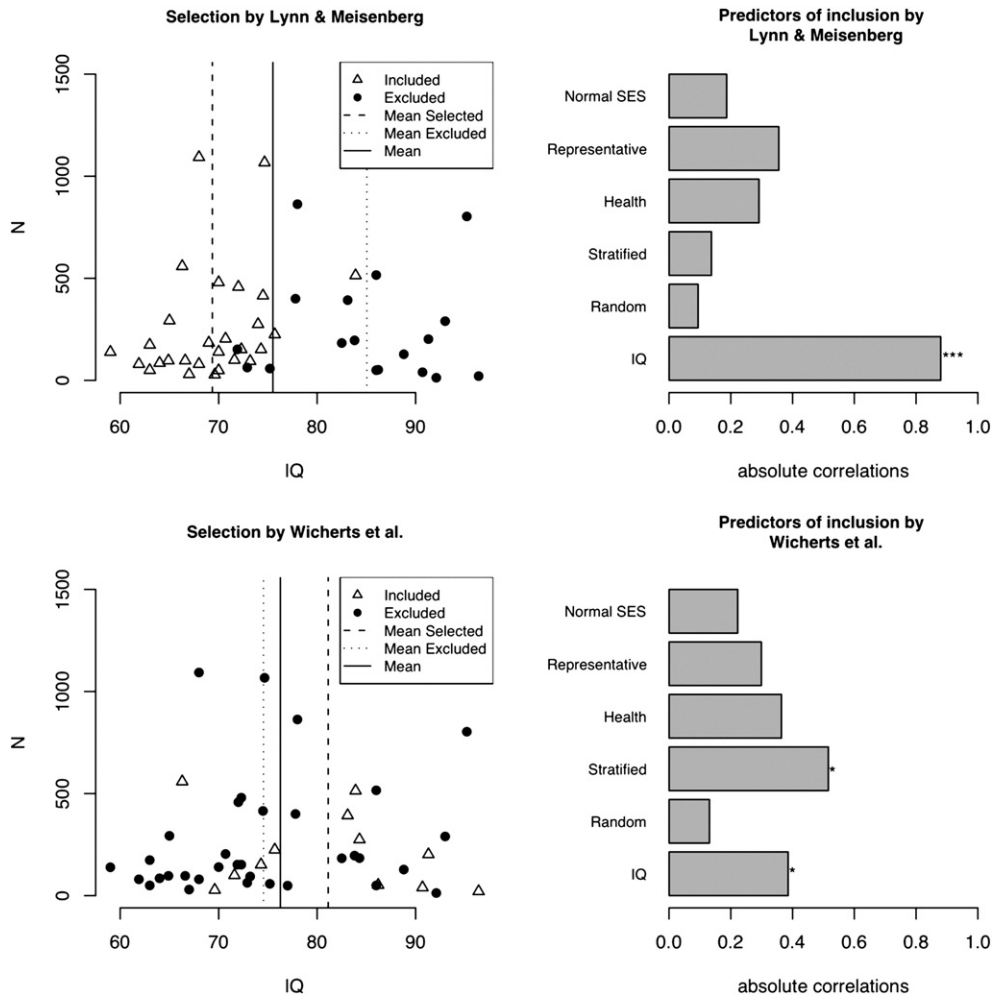 Selection by Lynn & Meisenberg
N
1500
1000
500
0
60 70 80 90
IQ
Included
Excluded
Mean Selected
Mean Excluded
Mean
Predictors of inclusion by
Lynn & Meisenberg
Normal SES
Representative
Health
Stratified
Random
IQ
***
0.0 0.2 0.4 0.6 0.8 1.0
absolute correlations
Selection by Wicherts et al.
N
1500
1000
500
0
60 70 80 90
IQ
Included
Excluded
Mean Selected
Mean Excluded
Mean
Predictors of inclusion by
Wicherts et al.
Normal SES
Representative
Health
Stratified
*
Random
IQ
*
0.0 0.2 0.4 0.6 0.8 1.0
absolute correlations